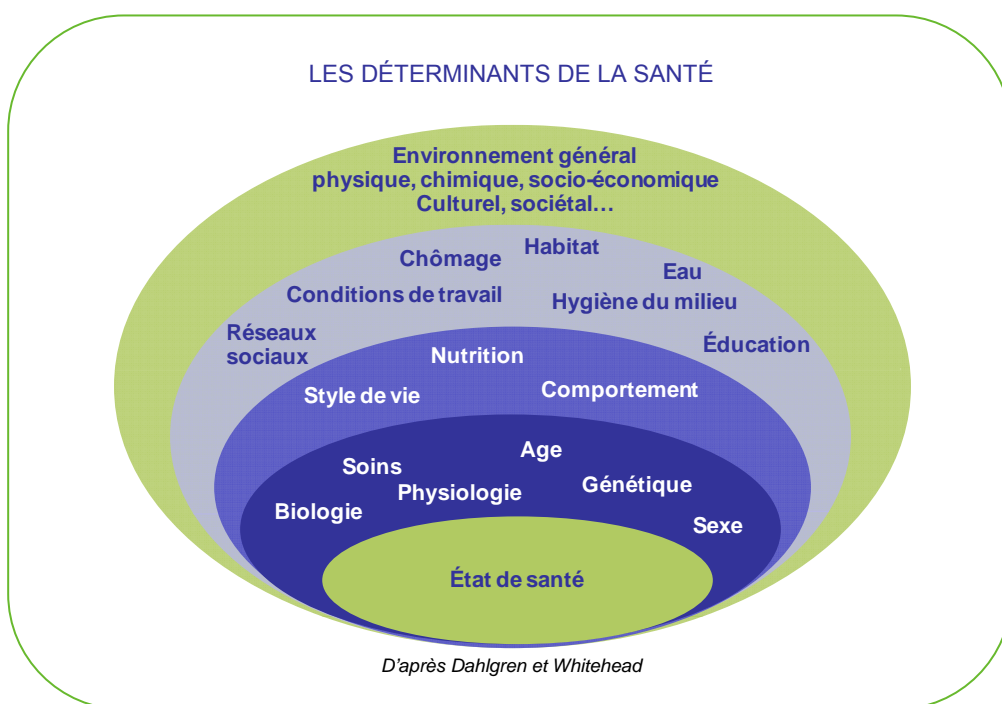 LES DÉTERMINANTS DE LA SANTÉ
Environnement général
physique, chimique, socio-économique
Culturel, sociétal…
Habitat
Chômage
Eau
Conditions de travail
Hygiène du milieu
Réseaux
sociaux
Éducation
Nutrition
Style de vie
Comportement
Age
Soins
Physiologie
Génétique
Biologie
Sexe
État de santé
D'après Dahlgren et Whitehead